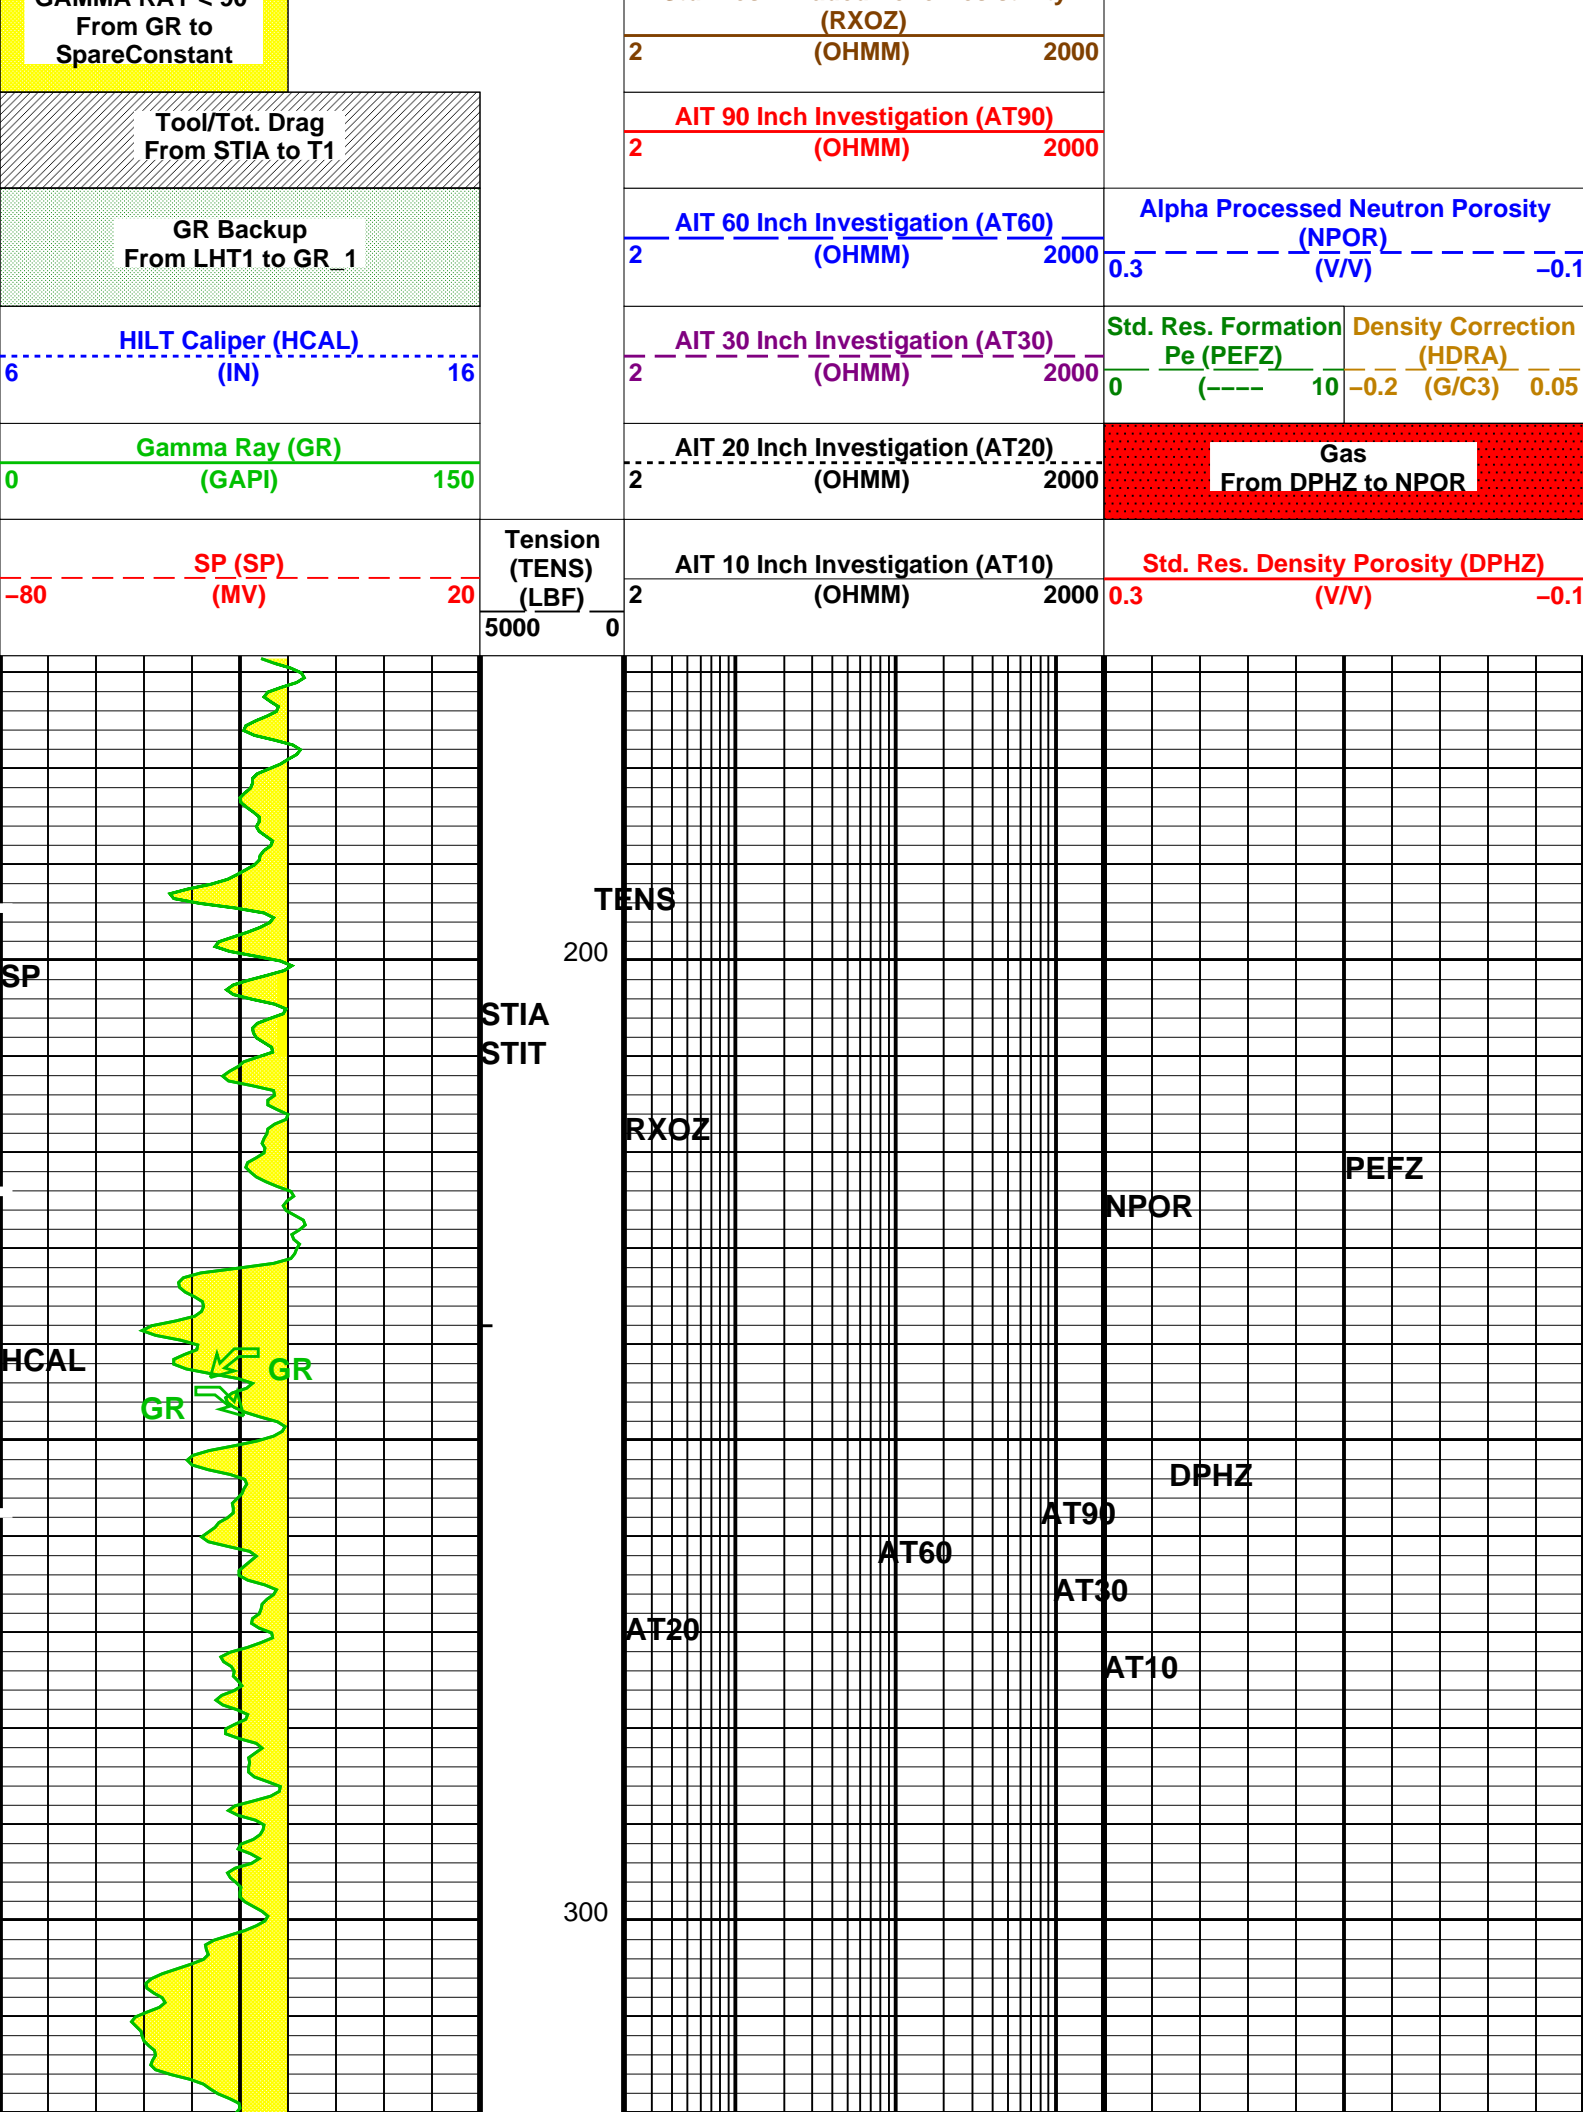 From GR to
SpareConstant
Tool/Tot. Drag
From STIA to T1
GR Backup
From LHT1 to GR_1
HILT Caliper (HCAL)
6 (IN) 16
Gamma Ray (GR)
0 (GAPI) 150
SP (SP)
−80 (MV) 20
Tension
(TENS)
(LBF)
5000 0
(RXOZ)
2 (OHMM) 2000
AIT 90 Inch Investigation (AT90)
2 (OHMM) 2000
AIT 60 Inch Investigation (AT60)
2 (OHMM) 2000
AIT 30 Inch Investigation (AT30)
2 (OHMM) 2000
AIT 20 Inch Investigation (AT20)
2 (OHMM) 2000
AIT 10 Inch Investigation (AT10)
2 (OHMM) 2000
Alpha Processed Neutron Porosity
(NPOR)
0.3 (V/V) −0.1
Std. Res. Formation
Pe (PEFZ)
0 (−−−− 10
Density Correction
(HDRA)
−0.2 (G/C3) 0.05
Gas
From DPHZ to NPOR
Std. Res. Density Porosity (DPHZ)
0.3 (V/V) −0.1
TENS
200
SP
STIA
STIT
RXOZ
PEFZ
NPOR
HCAL
GR
GR
DPHZ
AT90
AT60
AT30
AT20
AT10
300